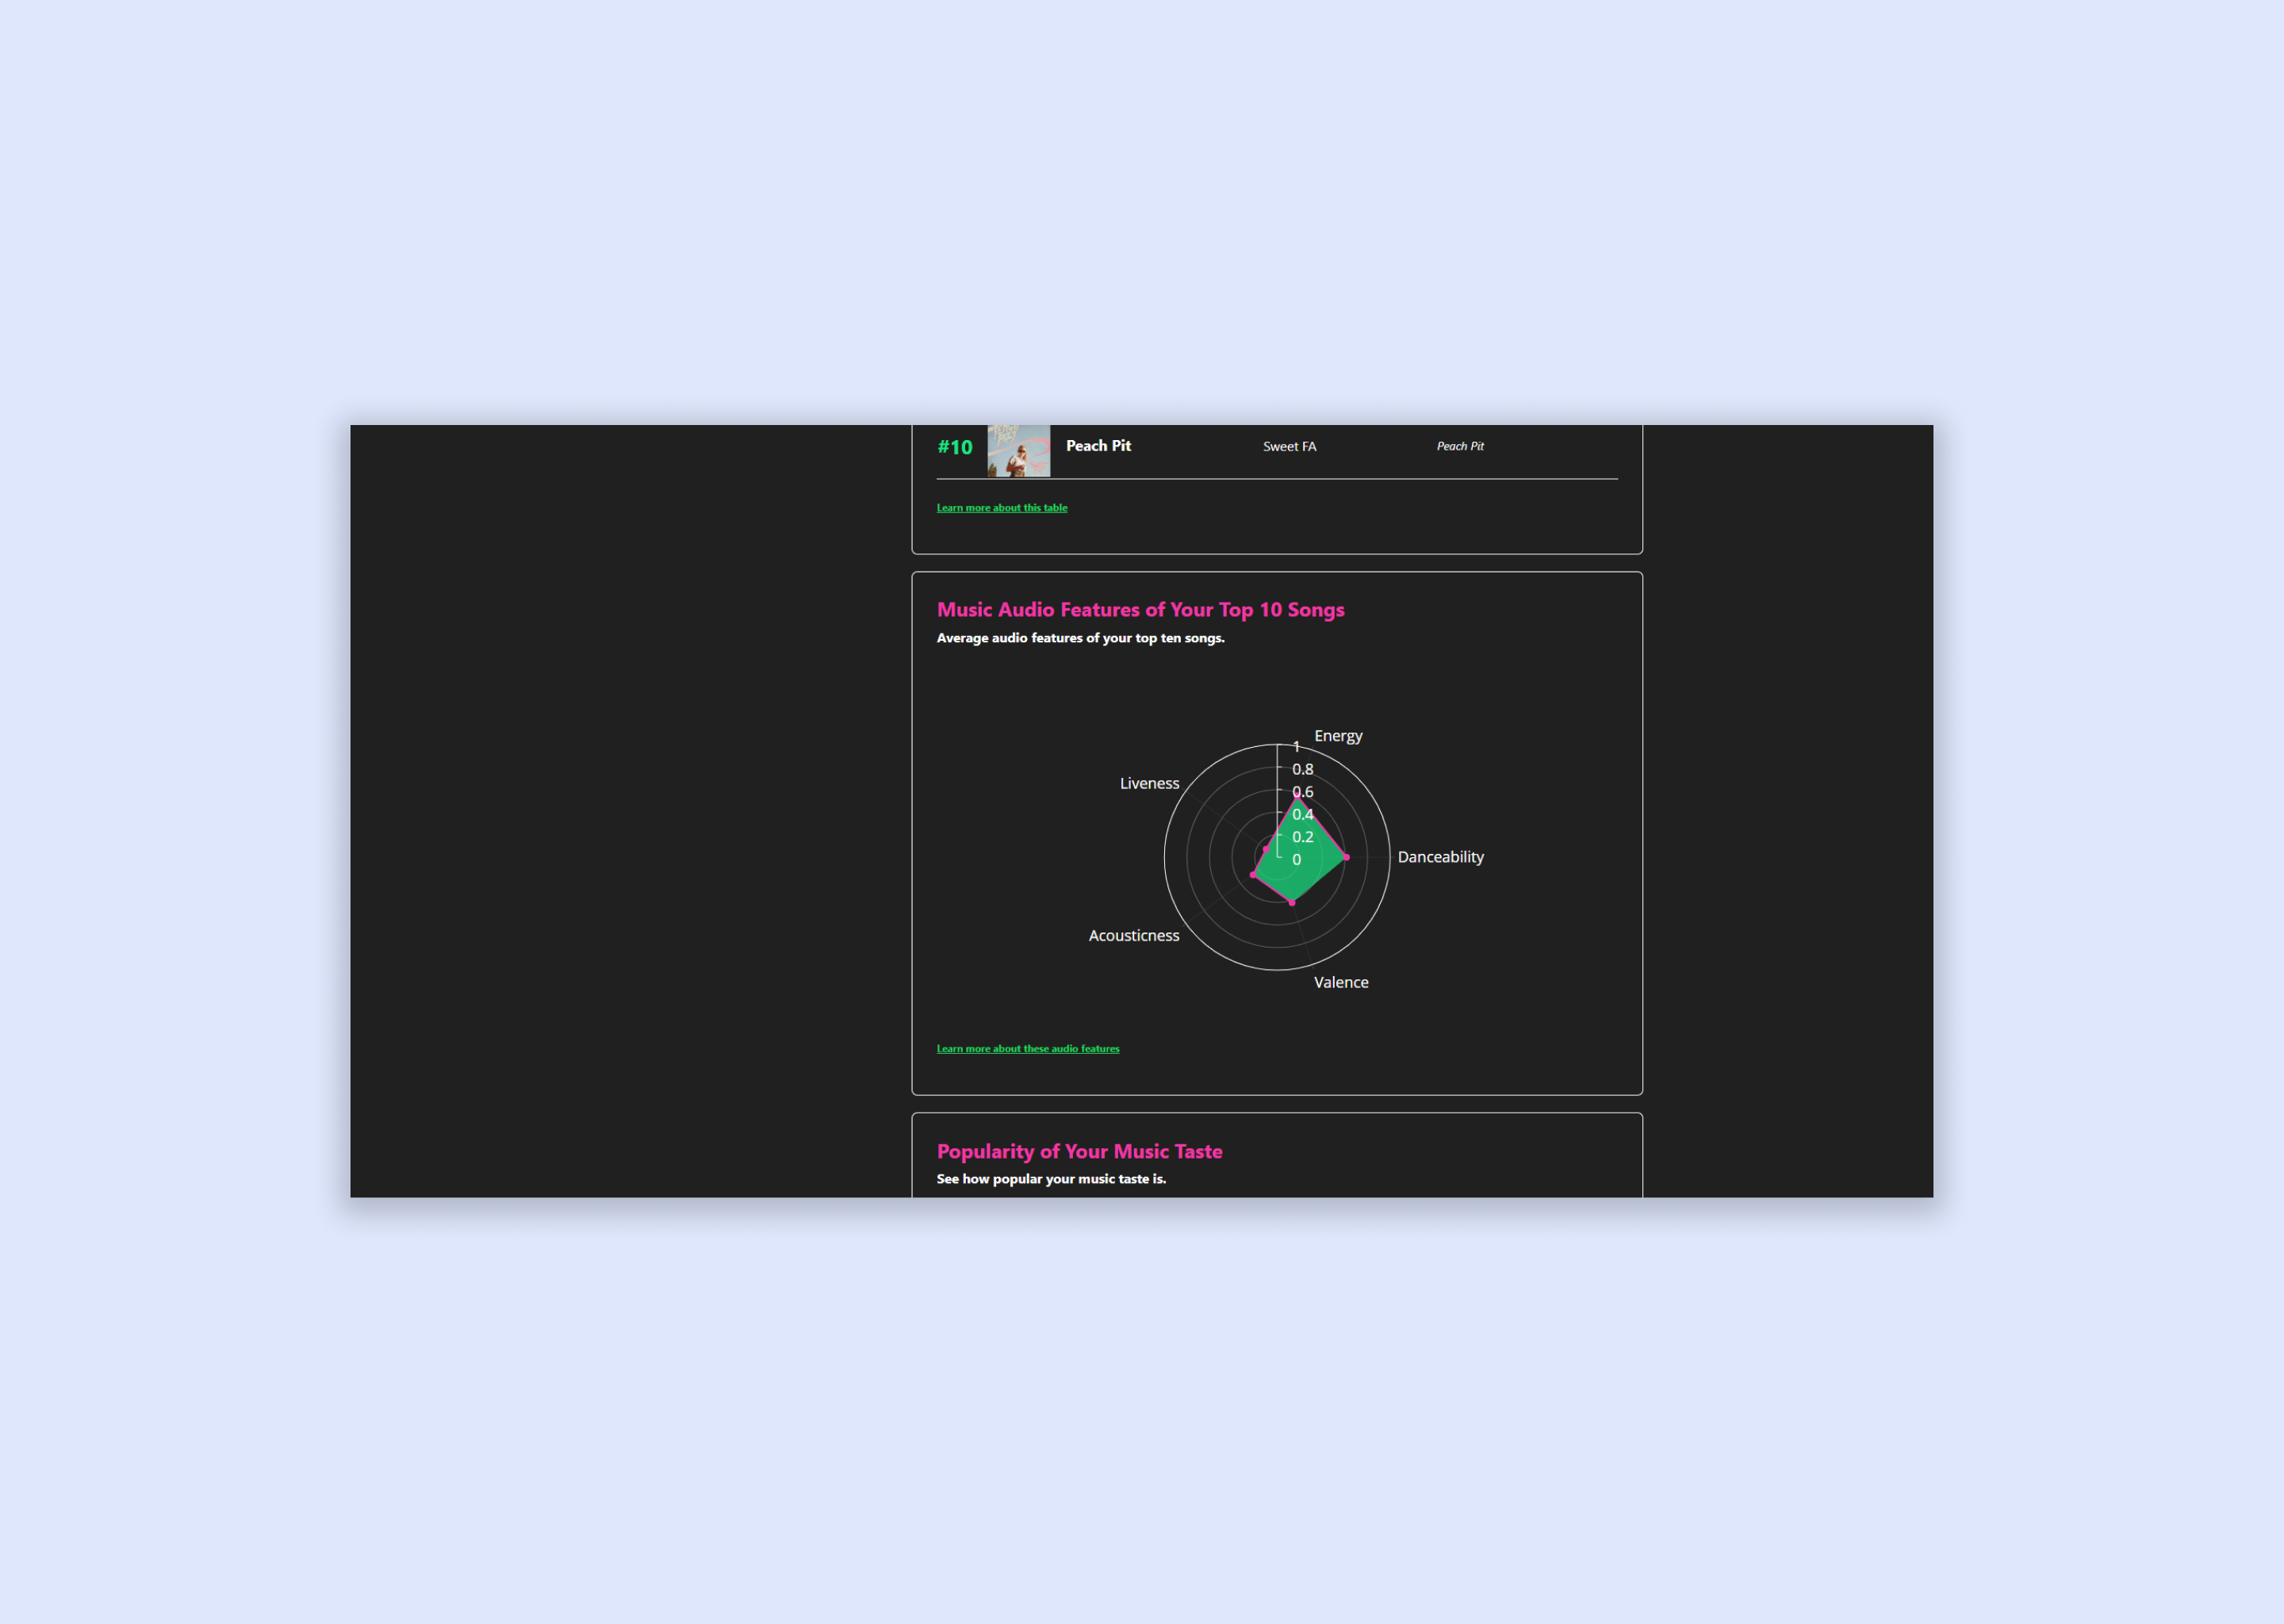 #10 Peach Pit Sweet FA Peach Pit
Learn more about this table
Music Audio Features of Your Top 10 Songs
Average audio features of your top ten songs.
Energy
1
0.8
Liveness
0.6
0.4
0.2
0
Danceability
Acousticness
Valence
Learn more about these audio features
Popularity of Your Music Taste
See how popular your music taste is.